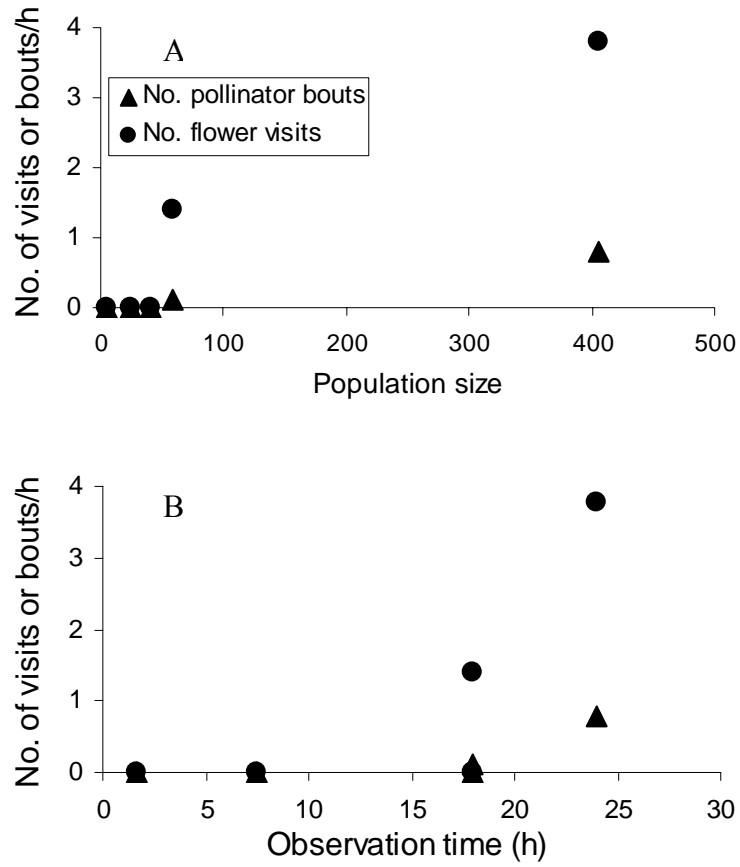 A
No. pollinator bouts
No. flower visits
No. of visits or bouts/h
4
3
2
1
0
0 100 200 300 400 500
Population size
B
No. of visits or bouts/h
4
3
2
1
0
0 5 10 15 20 25 30
Observation time (h)